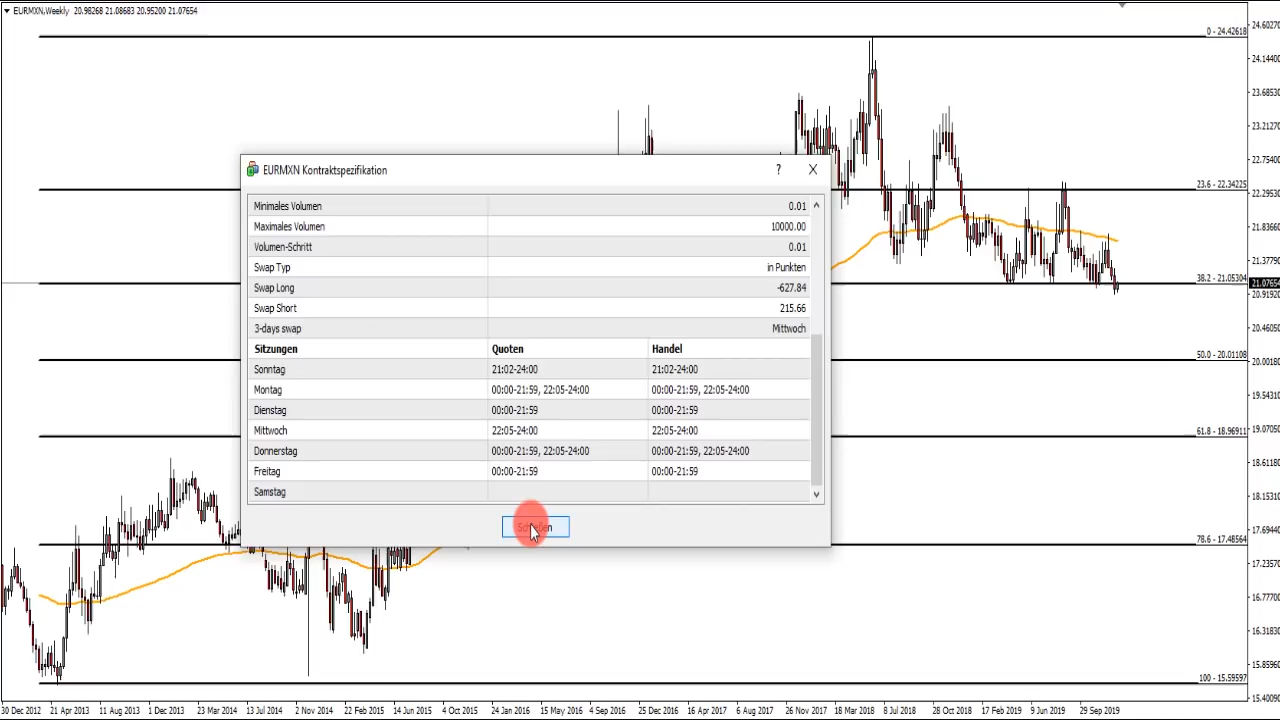 EURMXN,Weekly 20.98268 21.08683 20.95200 21.07654
0 - 24.42618
24.60270
24.14400
23.68530
23.21270
22.75400
23.6 - 22.34225
22.29530
21.83660
21.37790
38.2 - 21.05304
21.07654
20.91920
20.46050
50.0 - 20.01108
20.00180
19.54310
61.8 - 18.96911
19.07050
18.61180
18.15310
17.69440
78.6 - 17.48564
17.23570
16.77700
16.31830
15.85960
100 - 15.59597
15.40090
EURMXN Kontraktspezifikation
?
Minimales Volumen 0.01
Maximales Volumen 10000.00
Volumen-Schritt 0.01
Swap Typ in Punkten
Swap Long -627.84
Swap Short 215.66
3-days swap Mittwoch
Sitzungen Quoten Handel
Sonntag 21:02-24:00 21:02-24:00
Montag 00:00-21:59, 22:05-24:00 00:00-21:59, 22:05-24:00
Dienstag 00:00-21:59 00:00-21:59
Mittwoch 22:05-24:00 22:05-24:00
Donnerstag 00:00-21:59, 22:05-24:00 00:00-21:59, 22:05-24:00
Freitag 00:00-21:59 00:00-21:59
Samstag
Schließen
30 Dec 2012 21 Apr 2013 11 Aug 2013 1 Dec 2013 23 Mar 2014 13 Jul 2014 2 Nov 2014 22 Feb 2015 14 Jun 2015 4 Oct 2015 24 Jan 2016 15 May 2016 4 Sep 2016 25 Dec 2016 16 Apr 2017 6 Aug 2017 26 Nov 2017 18 Mar 2018 8 Jul 2018 28 Oct 2018 17 Feb 2019 9 Jun 2019 29 Sep 2019